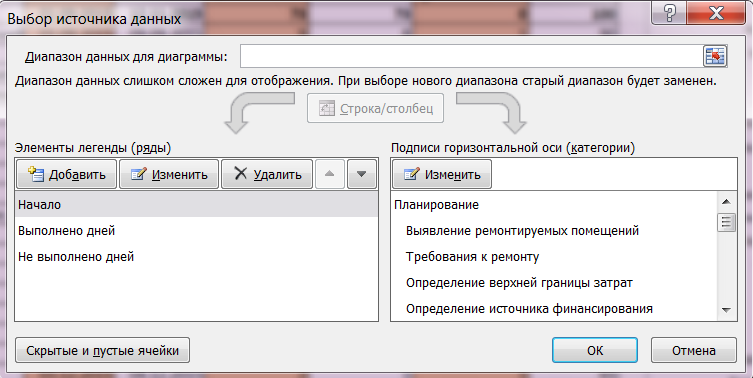 Выбор источника данных
Диапазон данных для диаграммы:
Диапазон данных слишком сложен для отображения. При выборе нового диапазона старый диапазон будет заменен.
Строка/столбец
Элементы легенды (ряды)
Добавить Изменить Удалить
Начало
Выполнено дней
Не выполнено дней
Подписи горизонтальной оси (категории)
Изменить
Планирование
Выявление ремонтируемых помещений
Требования к ремонту
Определение верхней границы затрат
Определение источника финансирования
Скрытые и пустые ячейки
ОК
Отмена